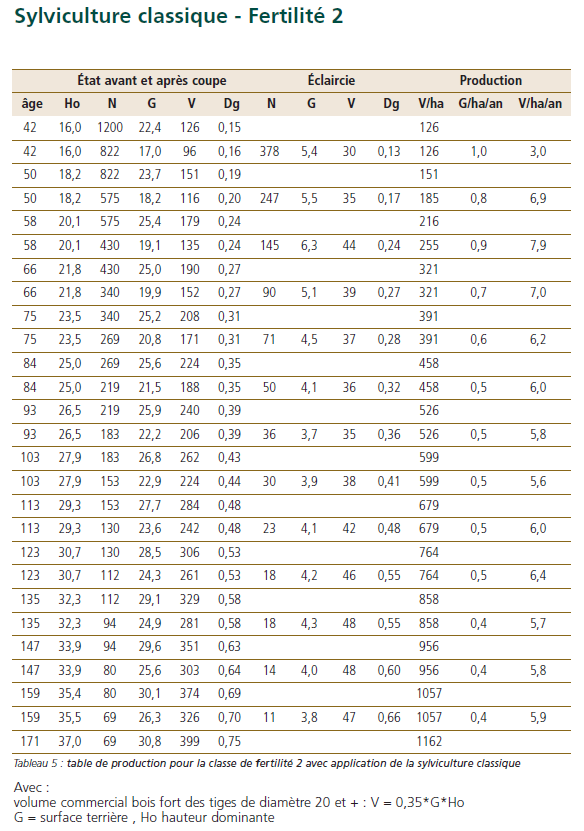 Sylviculture classique - Fertilité 2
État avant et après coupe Éclaircie Production
âge Ho N G V Dg N G V Dg V/ha G/ha/an V/ha/an
42 16,0 1200 22,4 126 0,15 126
42 16,0 822 17,0 96 0,16 378 5,4 30 0,13 126 1,0 3,0
50 18,2 822 23,7 151 0,19 151
50 18,2 575 18,2 116 0,20 247 5,5 35 0,17 185 0,8 6,9
58 20,1 575 25,4 179 0,24 216
58 20,1 430 19,1 135 0,24 145 6,3 44 0,24 255 0,9 7,9
66 21,8 430 25,0 190 0,27 321
66 21,8 340 19,9 152 0,27 90 5,1 39 0,27 321 0,7 7,0
75 23,5 340 25,2 208 0,31 391
75 23,5 269 20,8 171 0,31 71 4,5 37 0,28 391 0,6 6,2
84 25,0 269 25,6 224 0,35 458
84 25,0 219 21,5 188 0,35 50 4,1 36 0,32 458 0,5 6,0
93 26,5 219 25,9 240 0,39 526
93 26,5 183 22,2 206 0,39 36 3,7 35 0,36 526 0,5 5,8
103 27,9 183 26,8 262 0,43 599
103 27,9 153 22,9 224 0,44 30 3,9 38 0,41 599 0,5 5,6
113 29,3 153 27,7 284 0,48 679
113 29,3 130 23,6 242 0,48 23 4,1 42 0,48 679 0,5 6,0
123 30,7 130 28,5 306 0,53 764
123 30,7 112 24,3 261 0,53 18 4,2 46 0,55 764 0,5 6,4
135 32,3 112 29,1 329 0,58 858
135 32,3 94 24,9 281 0,58 18 4,3 48 0,55 858 0,4 5,7
147 33,9 94 29,6 351 0,63 956
147 33,9 80 25,6 303 0,64 14 4,0 48 0,60 956 0,4 5,8
159 35,4 80 30,1 374 0,69 1057
159 35,5 69 26,3 326 0,70 11 3,8 47 0,66 1057 0,4 5,9
171 37,0 69 30,8 399 0,75 1162
Tableau 5 : table de production pour la classe de fertilité 2 avec application de la sylviculture classique
Avec :
volume commercial bois fort des tiges de diamètre 20 et + : V = 0,35*G*Ho
G = surface terrière , Ho hauteur dominante